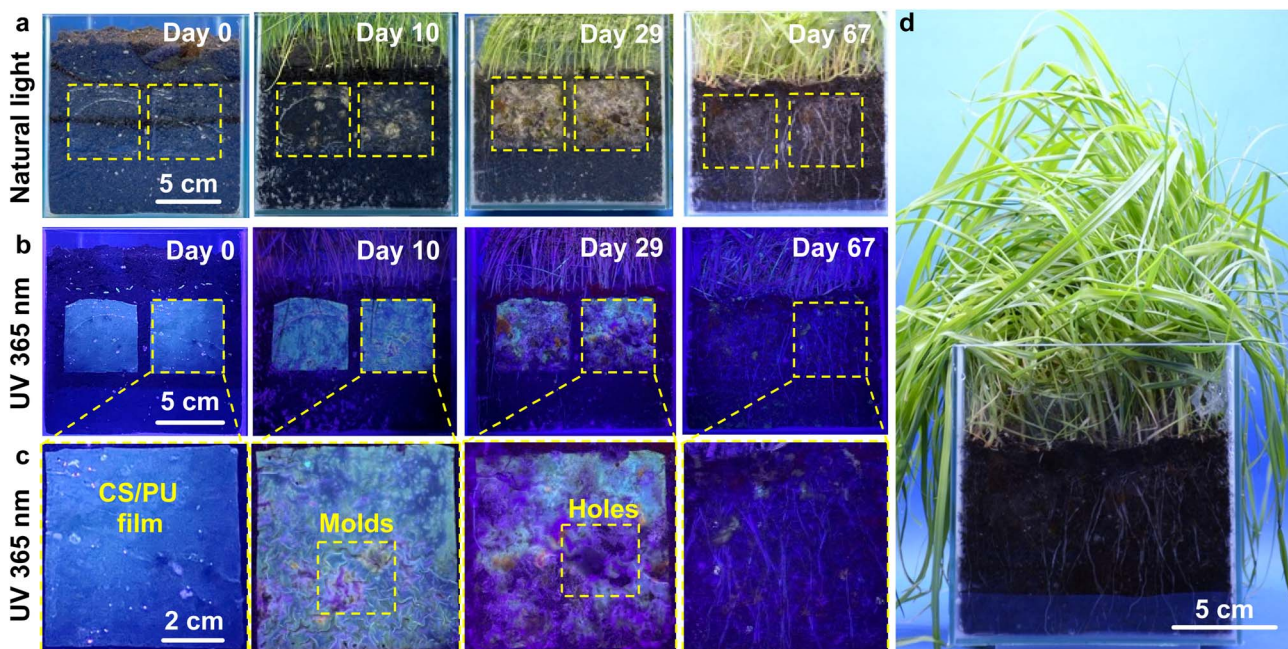 a
Natural light
Day 0
Day 10
Day 29
Day 67
5 cm
b
UV 365 nm
Day 0
Day 10
Day 29
Day 67
5 cm
c
UV 365 nm
CS/PU
film
Molds
Holes
2 cm
d
5 cm